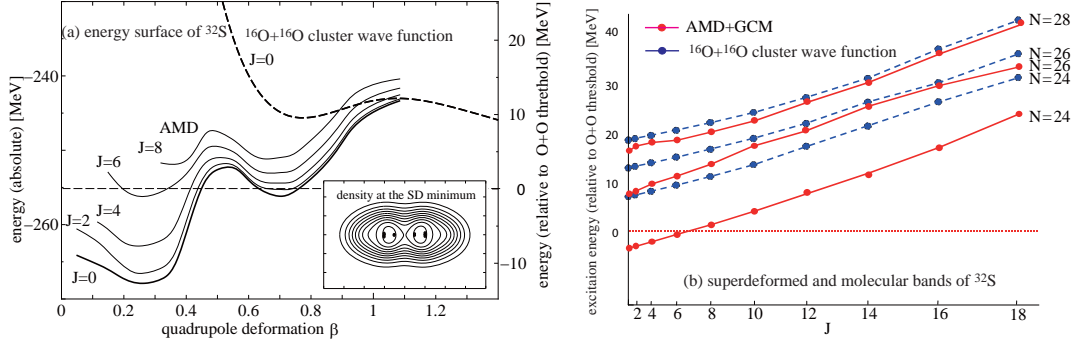 (a) energy surface of ³²S
¹⁶O+¹⁶O cluster wave function
J=0
AMD
J=6
J=8
J=4
J=2
J=0
density at the SD minimum
energy (absolute) [MeV]
−240
−260
energy (relative to O+O threshold) [MeV]
20
10
0
−10
0
0.2
0.4
0.6
0.8
1
1.2
quadrupole deformation β
AMD+GCM
¹⁶O+¹⁶O cluster wave function
N=28
N=26
N=26
N=24
N=24
excitaion energy (relative to O+O threshold) [MeV]
40
30
20
10
0
(b) superdeformed and molecular bands of ³²S
2 4 6 8 10 12 14 16 18
J